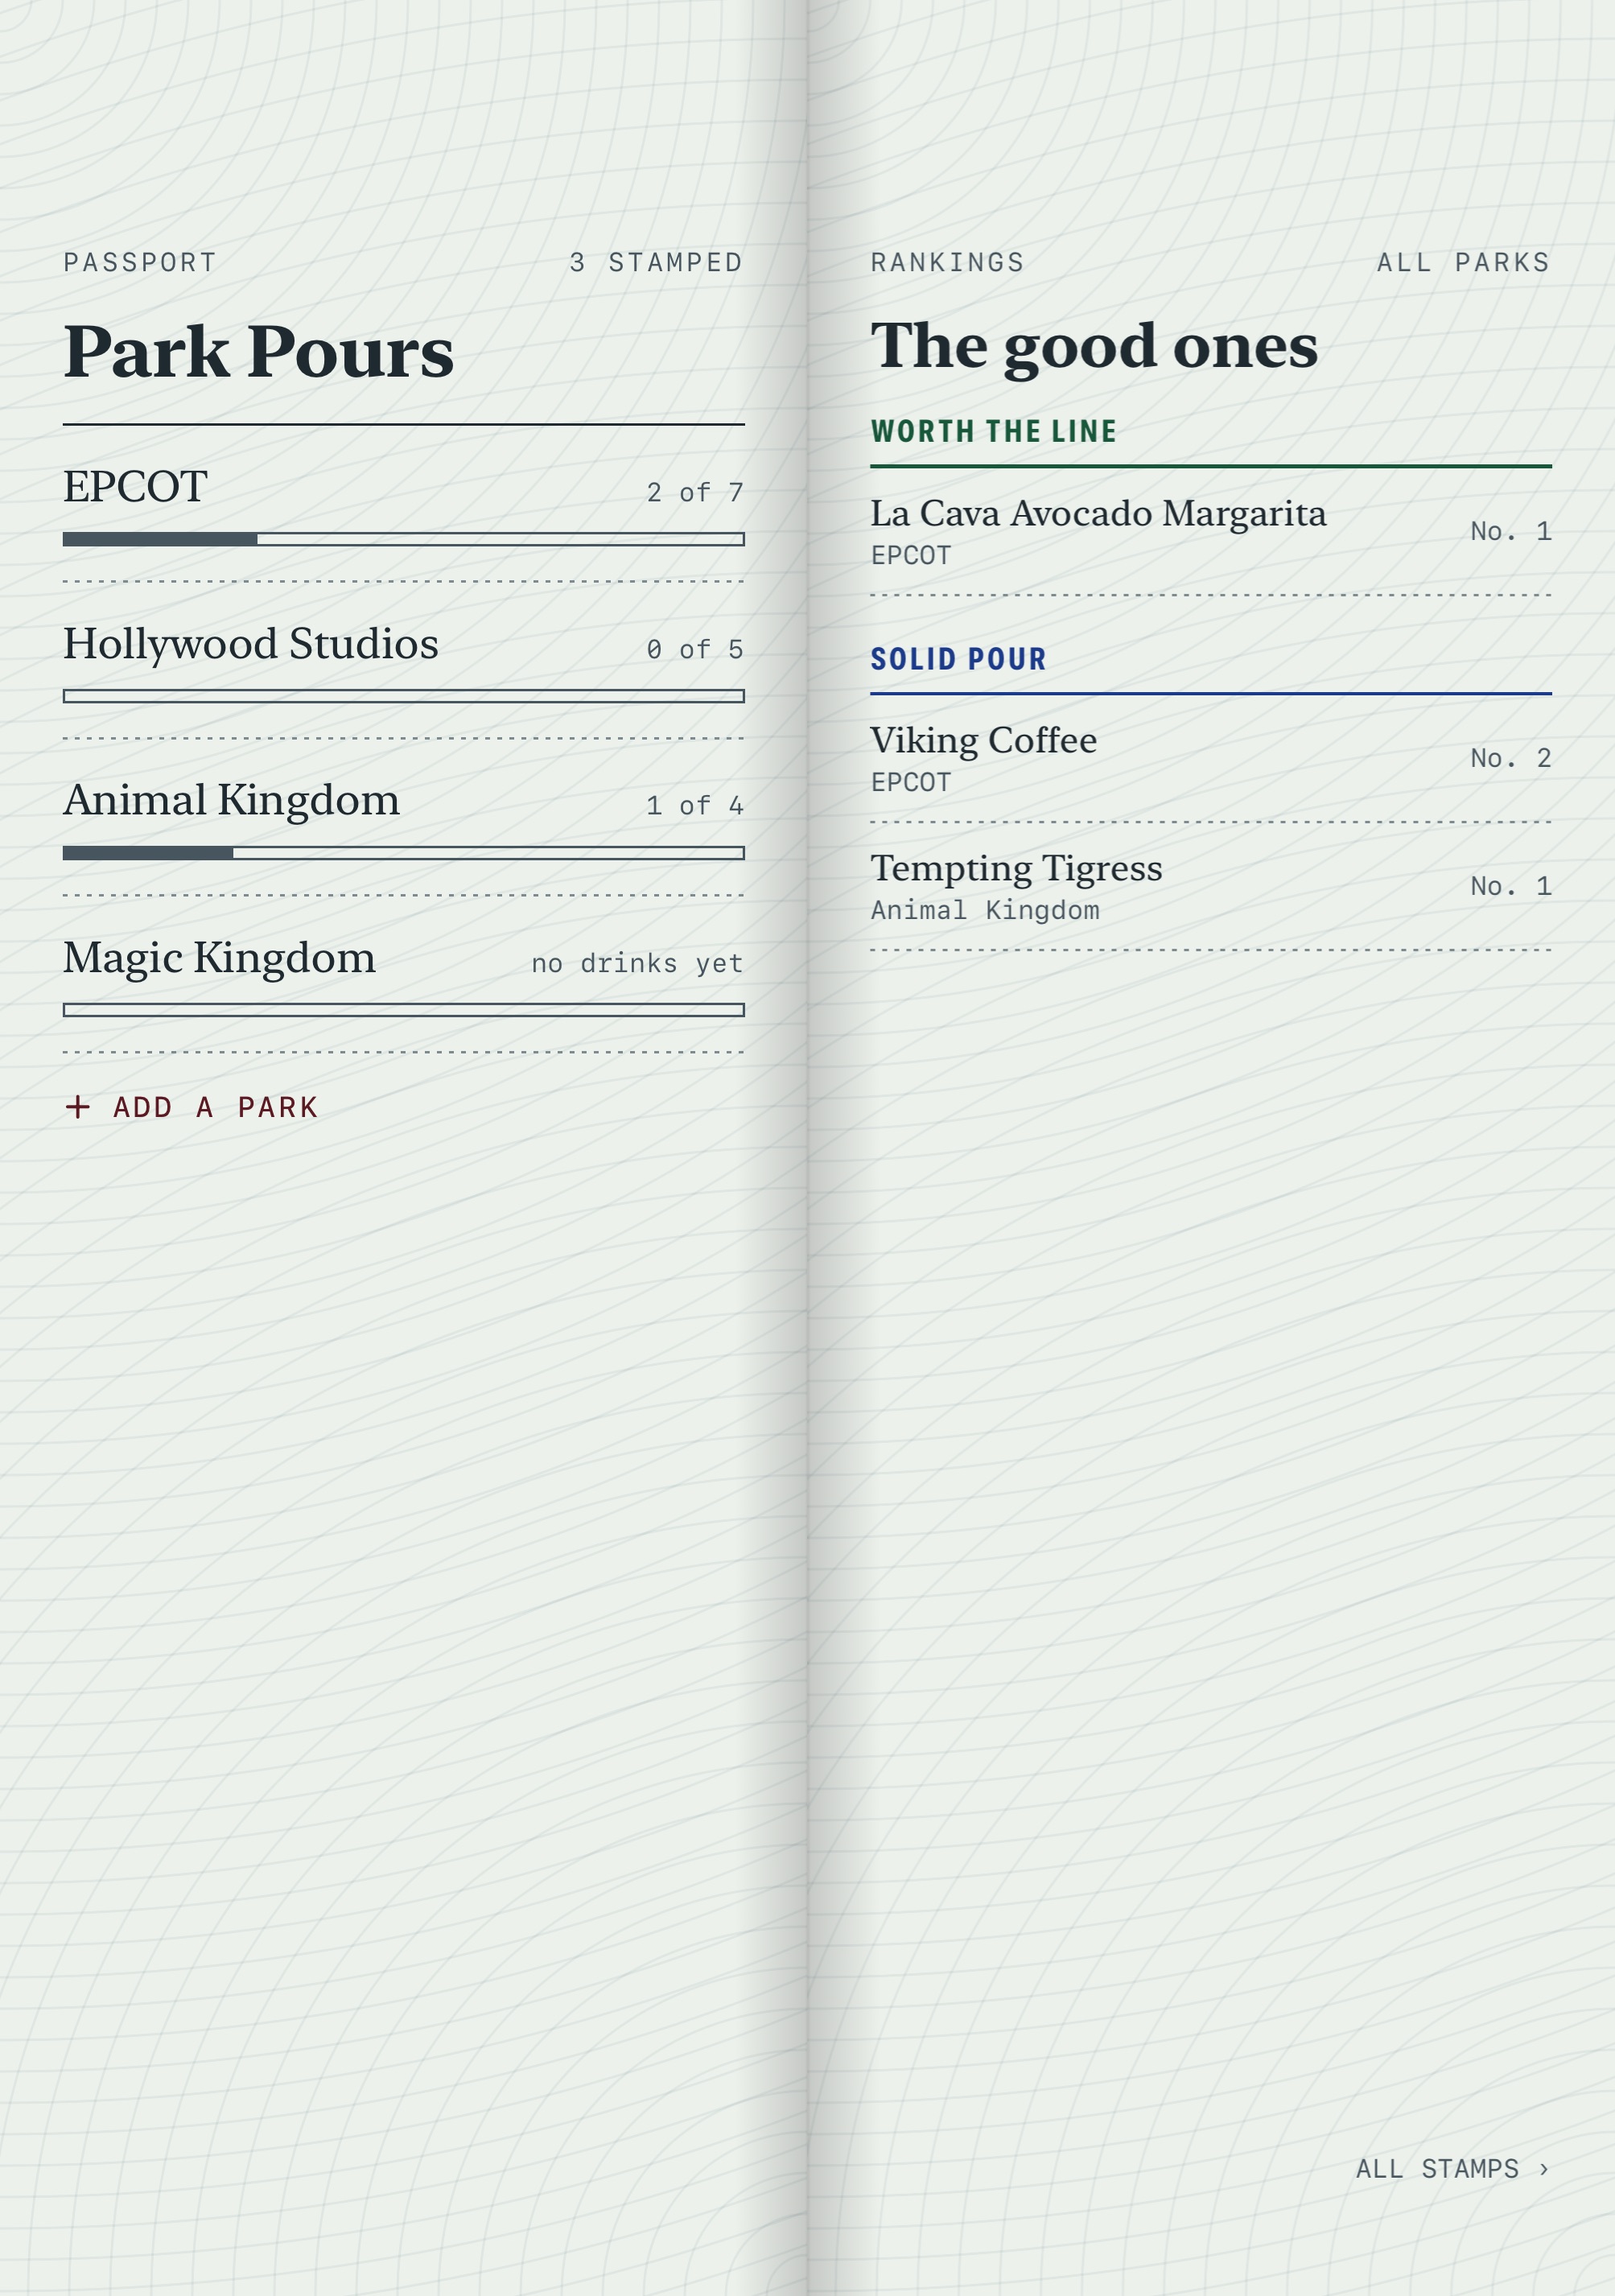 PASSPORT 3 STAMPED
Park Pours
EPCOT 2 of 7
Hollywood Studios 0 of 5
Animal Kingdom 1 of 4
Magic Kingdom no drinks yet
+ ADD A PARK
RANKINGS ALL PARKS
The good ones
WORTH THE LINE
La Cava Avocado Margarita No. 1
EPCOT
SOLID POUR
Viking Coffee No. 2
EPCOT
Tempting Tigress No. 1
Animal Kingdom
ALL STAMPS ›